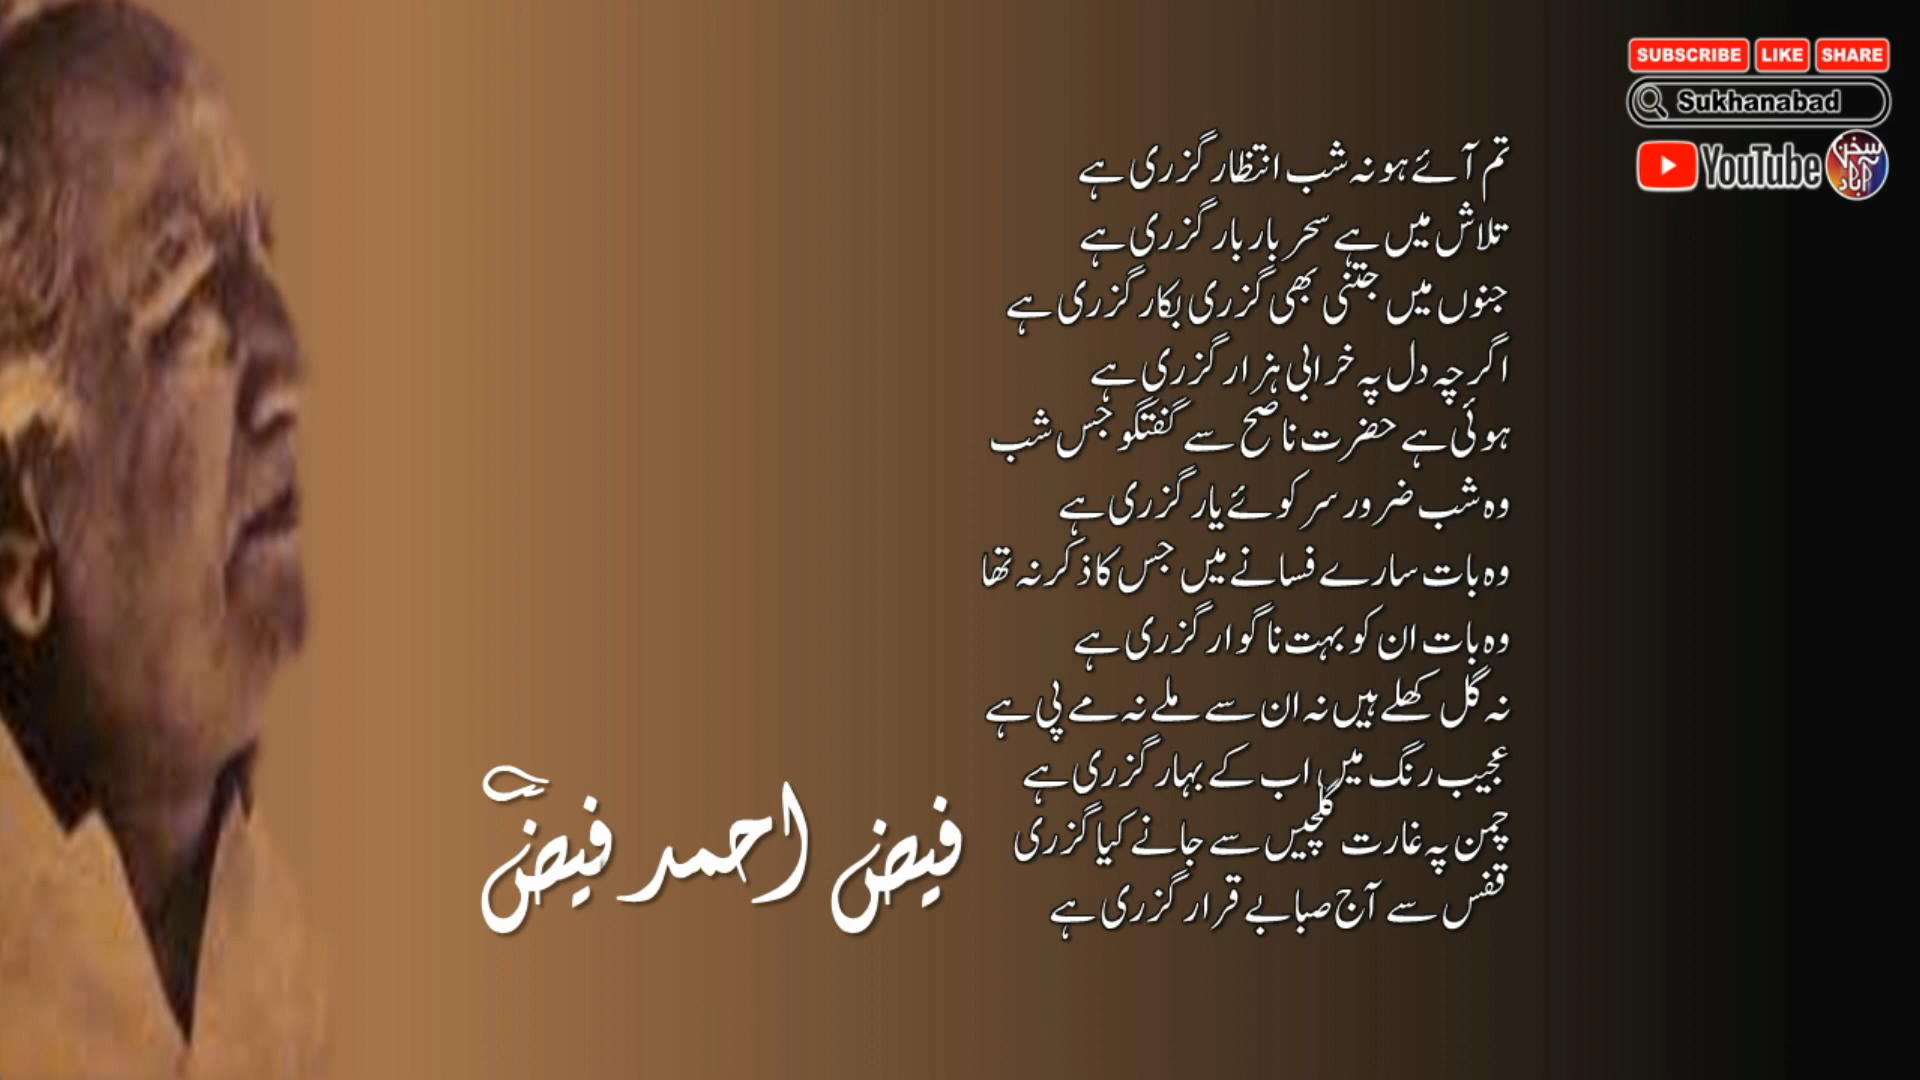 SUBSCRIBE LIKE SHARE
Sukhanabad
YouTube سخن آباد
تم آئے ہو نہ شب انتظار گزری ہے
تلاش میں ہے سحر بار بار گزری ہے
جنوں میں جتنی بھی گزری بکار گزری ہے
اگرچہ دل پہ خرابی ہزار گزری ہے
ہوئی ہے حضرت ناصح سے گفتگو جس شب
وہ شب ضرور سر کوئے یار گزری ہے
وہ بات سارے فسانے میں جس کا ذکر نہ تھا
وہ بات ان کو بہت ناگوار گزری ہے
نہ گل کھلے ہیں نہ ان سے ملے نہ مے پی ہے
عجیب رنگ میں اب کے بہار گزری ہے
چمن پہ غارت گلچیں سے جانے کیا گزری
قفس سے آج صبا بے قرار گزری ہے
فیض احمد فیضؔ